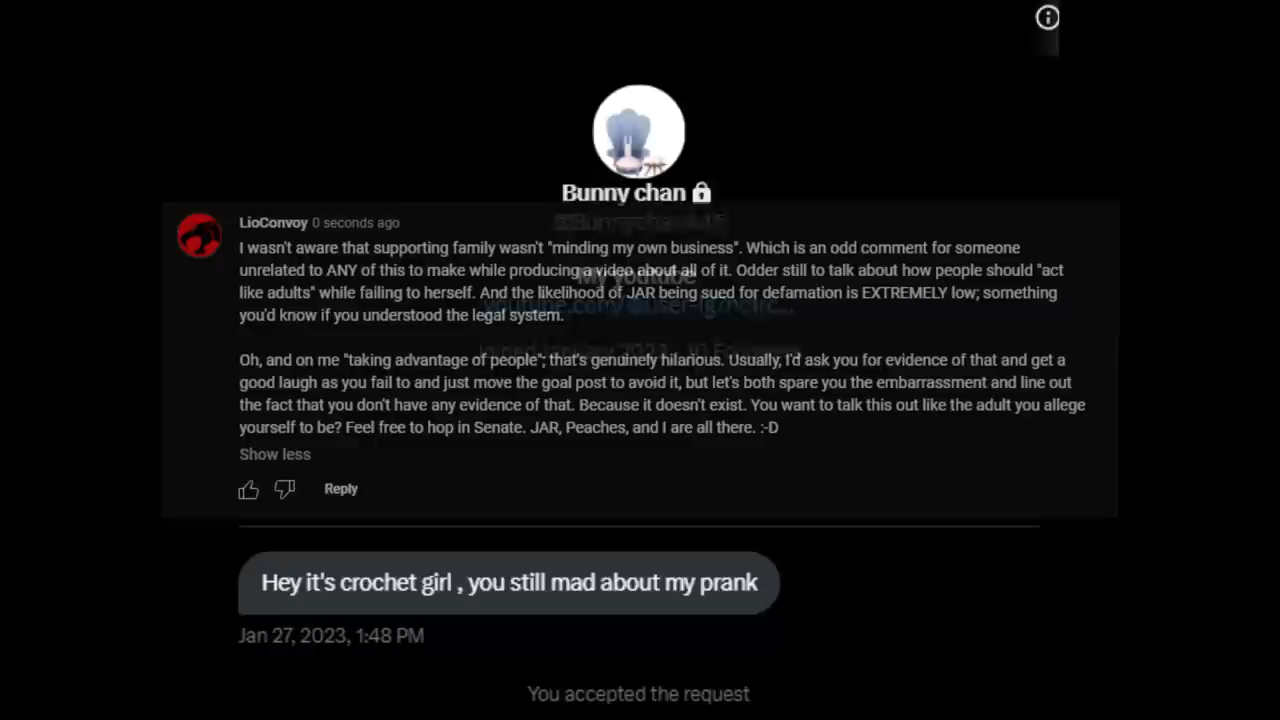 Bunny chan
LioConvoy 0 seconds ago
I wasn't aware that supporting family wasn't "minding my own business". Which is an odd comment for someone
unrelated to ANY of this to make while producing a video about all of it. Odder still to talk about how people should "act
My youtube
like adults" while failing to herself. And the likelihood of JAR being sued for defamation is EXTREMELY low; something
you'd know if you understood the legal system.
Oh, and on me "taking advantage of people"; that's genuinely hilarious. Usually, I'd ask you for evidence of that and get a
good laugh as you fail to and just move the goal post to avoid it, but let's both spare you the embarrassment and line out
the fact that you don't have any evidence of that. Because it doesn't exist. You want to talk this out like the adult you allege
yourself to be? Feel free to hop in Senate. JAR, Peaches, and I are all there. :-D
Show less
Reply
Hey it's crochet girl , you still mad about my prank
Jan 27, 2023, 1:48 PM
You accepted the request